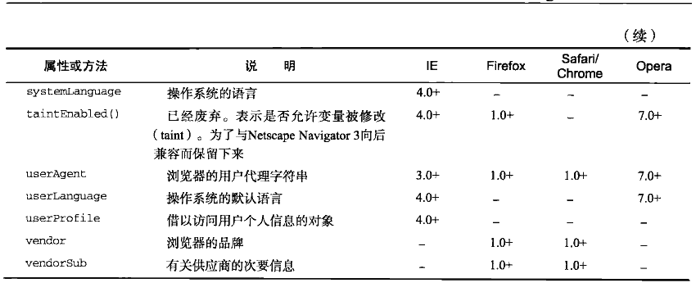 （续）
属性或方法 说 明 IE Firefox Safari/ Chrome Opera
systemLanguage 操作系统的语言 4.0+ – – –
taintEnabled() 已经废弃。表示是否允许变量被修改 4.0+ 1.0+ – 7.0+
（taint）。为了与Netscape Navigator 3向后
兼容而保留下来
userAgent 浏览器的用户代理字符串 3.0+ 1.0+ 1.0+ 7.0+
userLanguage 操作系统的默认语言 4.0+ – – 7.0+
userProfile 借以访问用户个人信息的对象 4.0+ – – –
vendor 浏览器的品牌 – 1.0+ 1.0+ –
vendorSub 有关供应商的次要信息 – 1.0+ 1.0+ –